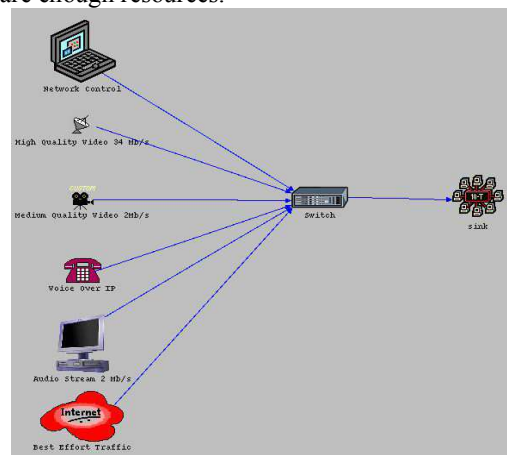 are enough resources.
Network Control
High Quality Video 34 Mb/s
CUSTOM
Medium Quality Video 2Mb/s
Switch
sink
Voice Over IP
Audio Stream 2 Mb/s
Internet
Best Effort Traffic